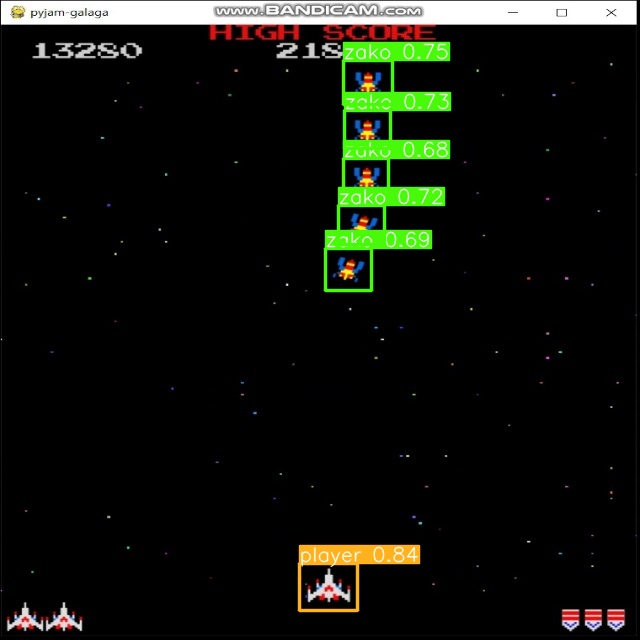 pyjam-galaga
www.BANDICAM.com
HIGH SCORE
13280
218
zako 0.75
zako 0.73
zako 0.68
zako 0.72
zako 0.69
player 0.84